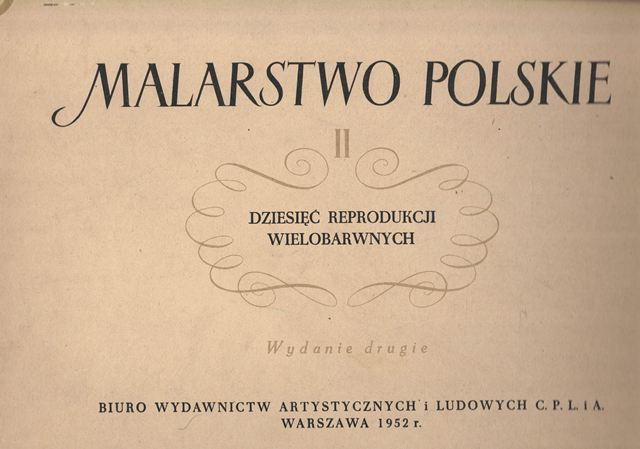 MALARSTWO POLSKIE
II
DZIESIĘĆ REPRODUKCJI
WIELOBARWNYCH
Wydanie drugie
BIURO WYDAWNICTW ARTYSTYCZNYCH i LUDOWYCH C. P. L. i A.
WARSZAWA 1952 r.